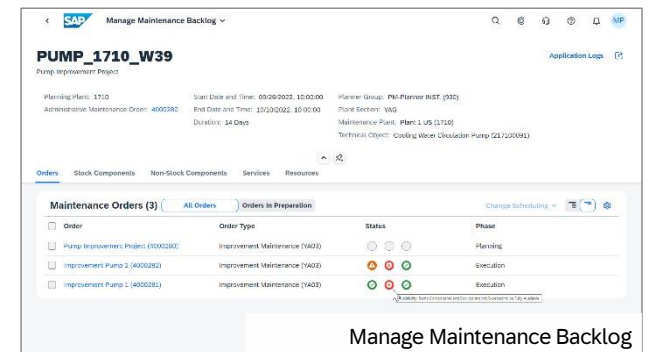 SAP Manage Maintenance Backlog
MP
PUMP_1710_W39
Application Logs
Pump Improvement Project
Planning Plant: 1710
Start Date and Time: 09/26/2022, 10:00:00
Planner Group: PM-Planner INST. (930)
Administrative Maintenance Order: 4000280
End Date and Time: 10/10/2022, 10:00:00
Plant Section: YAG
Duration: 14 Days
Maintenance Plant: Plant 1 US (1710)
Technical Object: Cooling Water Circulation Pump (217100091)
Orders Stock Components Non-Stock Components Services Resources
Maintenance Orders (3) All Orders Orders in Preparation Change Scheduling
Order Order Type Status Phase
Pump Improvement Project (4000280) Improvement Maintenance (YA03) Planning
Improvement Pump 2 (4000282) Improvement Maintenance (YA03) Execution
Improvement Pump 1 (4000281) Improvement Maintenance (YA03) Execution
Manage Maintenance Backlog